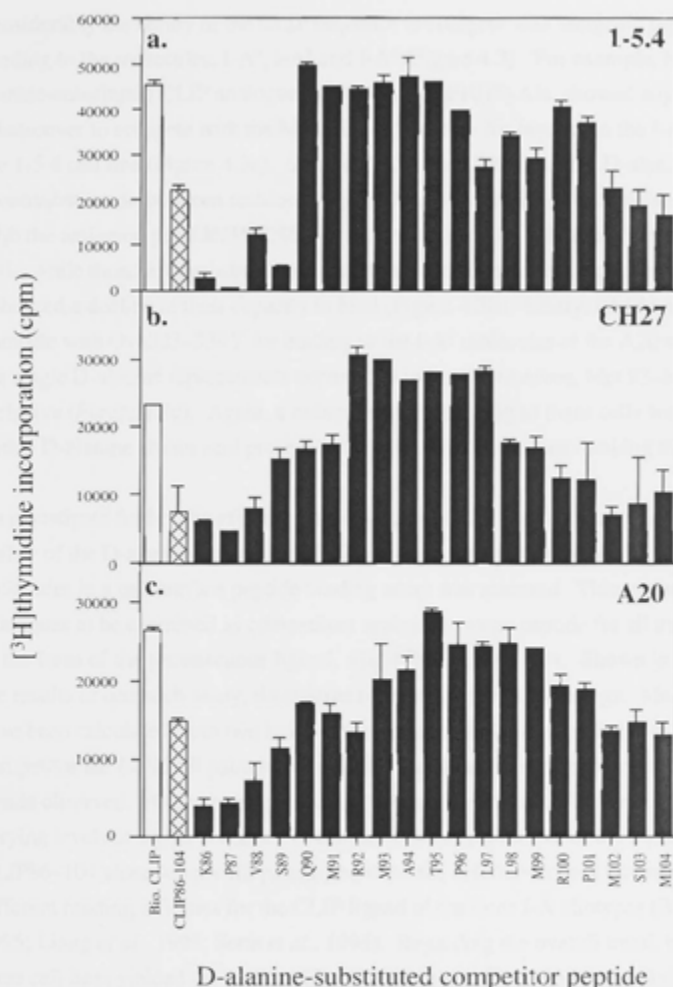 [³H]thymidine incorporation (cpm)
a.
1-5.4
60000
50000
40000
30000
20000
10000
0
b.
CH27
30000
20000
10000
0
c.
A20
30000
20000
10000
0
Bio. CLIP
CLIP86-104
K86
P87
V88
S89
Q90
M91
R92
M93
A94
T95
P96
L97
L98
M99
R100
P101
M102
S103
M104
D-alanine-substituted competitor peptide